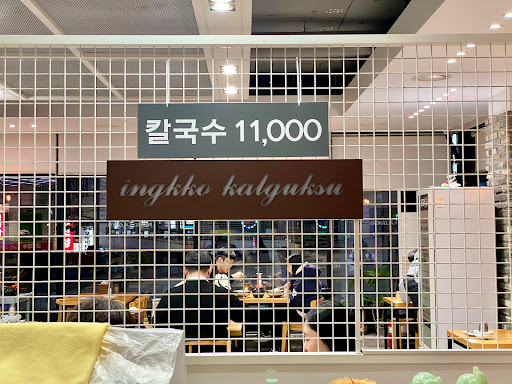 칼국수 11,000
ingkko kalguksu